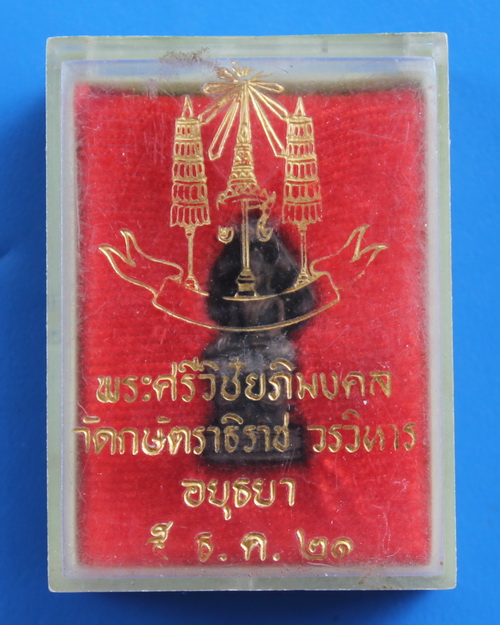 พระศรีวิชัยภิมงคล
วัดกษัตราธิราช วรวิหาร
อยุธยา
๕ ธ.ค. ๒๑